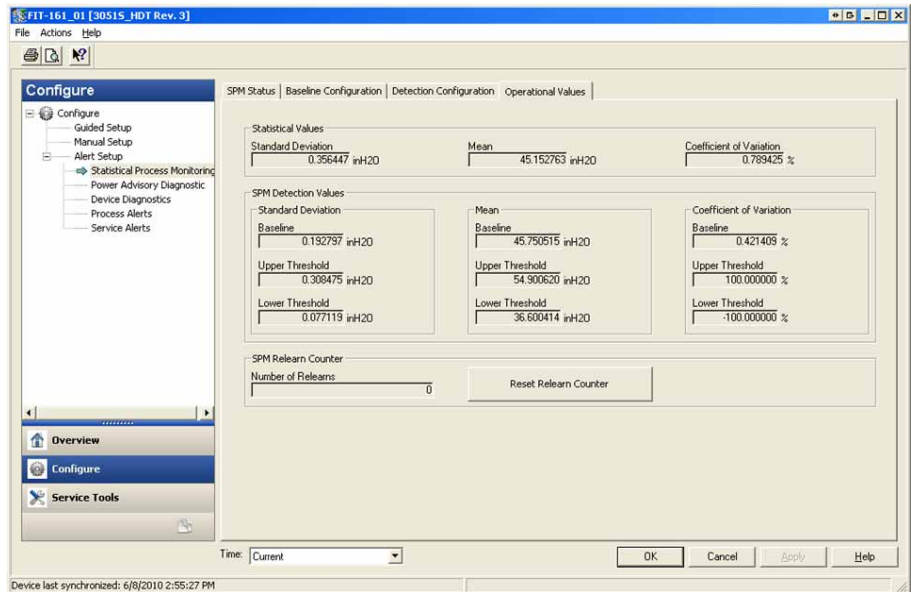 FIT-161_01 [3051S_HDT Rev. 3]
File Actions Help
Configure
Configure
Guided Setup
Manual Setup
Alert Setup
Statistical Process Monitoring
Power Advisory Diagnostic
Device Diagnostics
Process Alerts
Service Alerts
Overview
Configure
Service Tools
SPM Status Baseline Configuration Detection Configuration Operational Values
Statistical Values
Standard Deviation Mean Coefficient of Variation
0.356447 inH2O 45.152763 inH2O 0.789425 %
SPM Detection Values
Standard Deviation Mean Coefficient of Variation
Baseline Baseline Baseline
0.192797 inH2O 45.750515 inH2O 0.421409 %
Upper Threshold Upper Threshold Upper Threshold
0.308475 inH2O 54.900620 inH2O 100.000000 %
Lower Threshold Lower Threshold Lower Threshold
0.077119 inH2O 36.600414 inH2O -100.000000 %
SPM Relearn Counter
Number of Relearns
0 Reset Relearn Counter
Time: Current OK Cancel Apply Help
Device last synchronized: 6/8/2010 2:55:27 PM